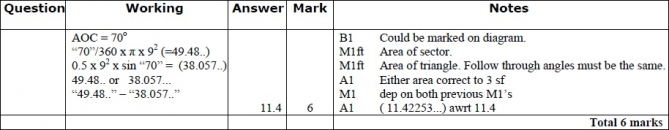 Question Working Answer Mark Notes
AOC = 70° B1 Could be marked on diagram.
“70”/360 x π x 9² (=49.48..) M1ft Area of sector.
0.5 x 9² x sin “70” = (38.057..) M1ft Area of triangle. Follow through angles must be the same.
49.48.. or 38.057... A1 Either area correct to 3 sf
“49.48..” – “38.057..” M1 dep on both previous M1’s
11.4 6 A1 ( 11.42253...) awrt 11.4
Total 6 marks